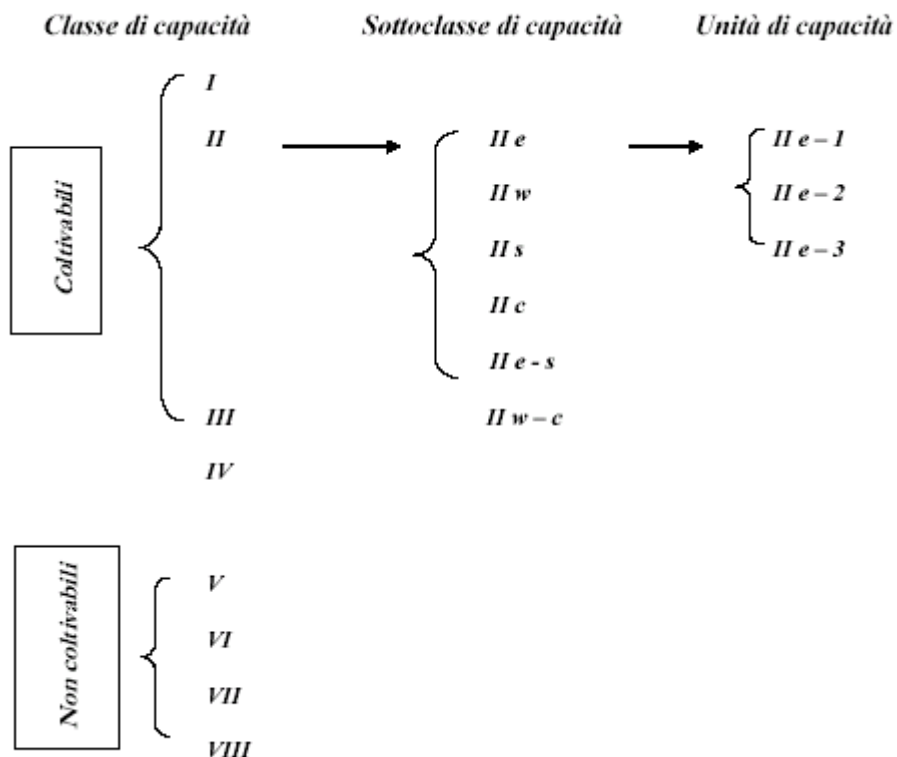 Classe di capacità Sottoclasse di capacità Unità di capacità
I
II II e II e – 1
II w II e – 2
Coltivabili
II s II e – 3
II c
II e - s
III II w – c
IV
Non coltivabili
V
VI
VII
VIII